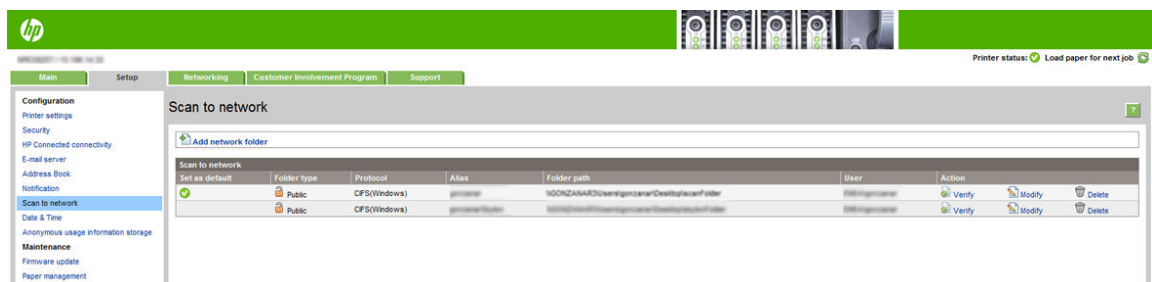 hp
Printer status: Load paper for next job
Main Setup Networking Customer Involvement Program Support
Configuration
Printer settings
Security
HP Connected connectivity
E-mail server
Address Book
Notification
Scan to network
Date & Time
Anonymous usage information storage
Maintenance
Firmware update
Paper management
Scan to network
?
Add network folder
Scan to network
Set as default Folder type Protocol Alias Folder path User Action
Public CIFS(Windows) Verify Modify Delete
Public CIFS(Windows) Verify Modify Delete